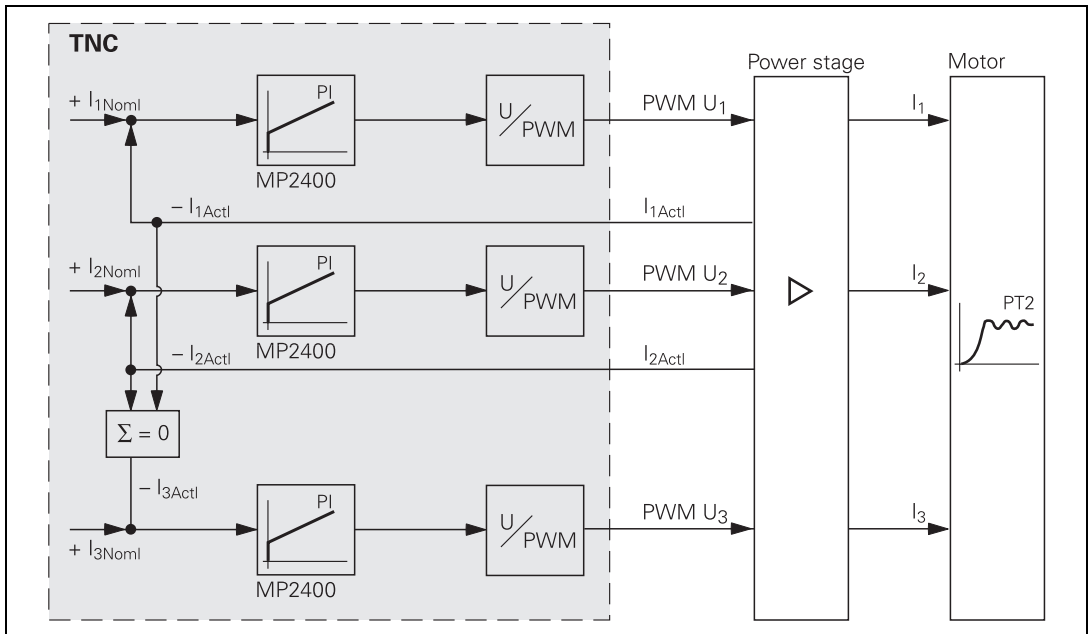 TNC
Power stage
Motor
+ I1Noml
PI
MP2400
U/PWM
PWM U1
I1
– I1Actl
I1Actl
+ I2Noml
PI
MP2400
U/PWM
PWM U2
I2
PT2
– I2Actl
I2Actl
Σ = 0
– I3Actl
+ I3Noml
PI
MP2400
U/PWM
PWM U3
I3